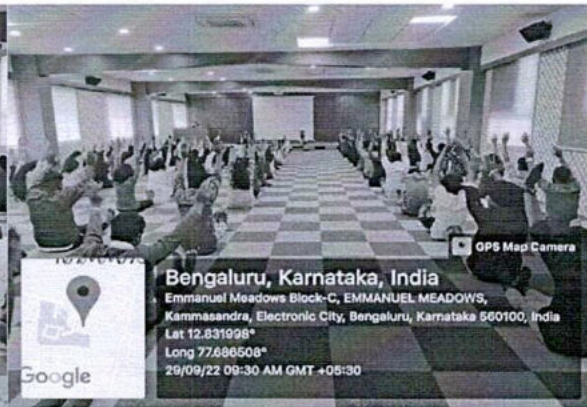 GPS Map Camera
Bengaluru, Karnataka, India
Emmanuel Meadows Block-C, EMMANUEL MEADOWS,
Kammasandra, Electronic City, Bengaluru, Karnataka 560100, India
Lat 12.831998°
Long 77.686508°
29/09/22 09:30 AM GMT +05:30
Google